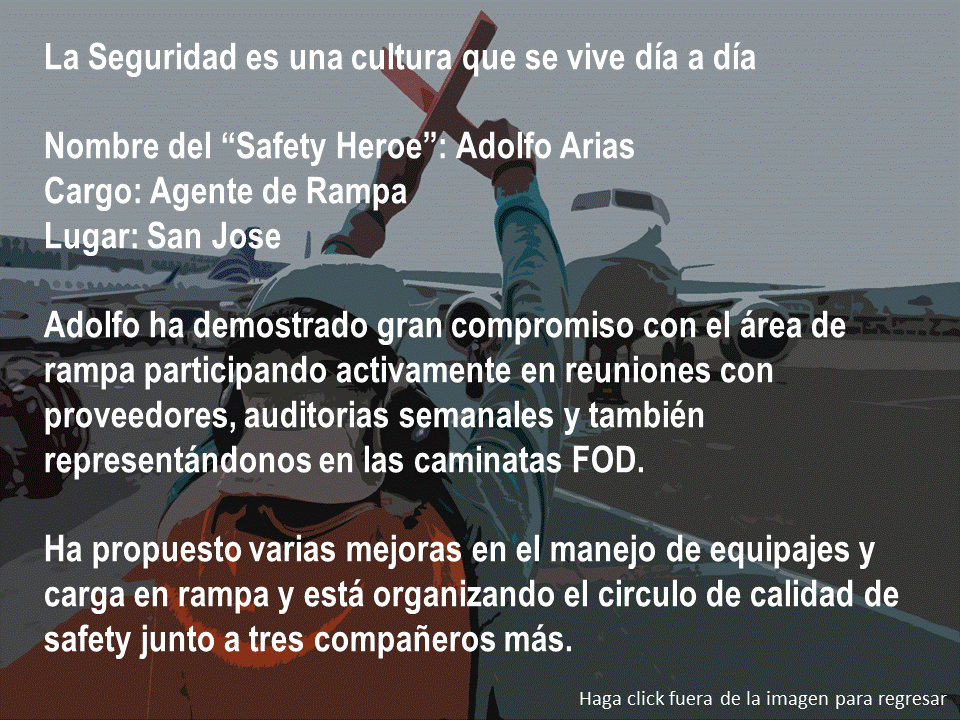 La Seguridad es una cultura que se vive día a día
Nombre del “Safety Heroe”: Adolfo Arias
Cargo: Agente de Rampa
Lugar: San Jose
Adolfo ha demostrado gran compromiso con el área de
rampa participando activamente en reuniones con
proveedores, auditorias semanales y también
representándonos en las caminatas FOD.
Ha propuesto varias mejoras en el manejo de equipajes y
carga en rampa y está organizando el circulo de calidad de
safety junto a tres compañeros más.
Haga click fuera de la imagen para regresar